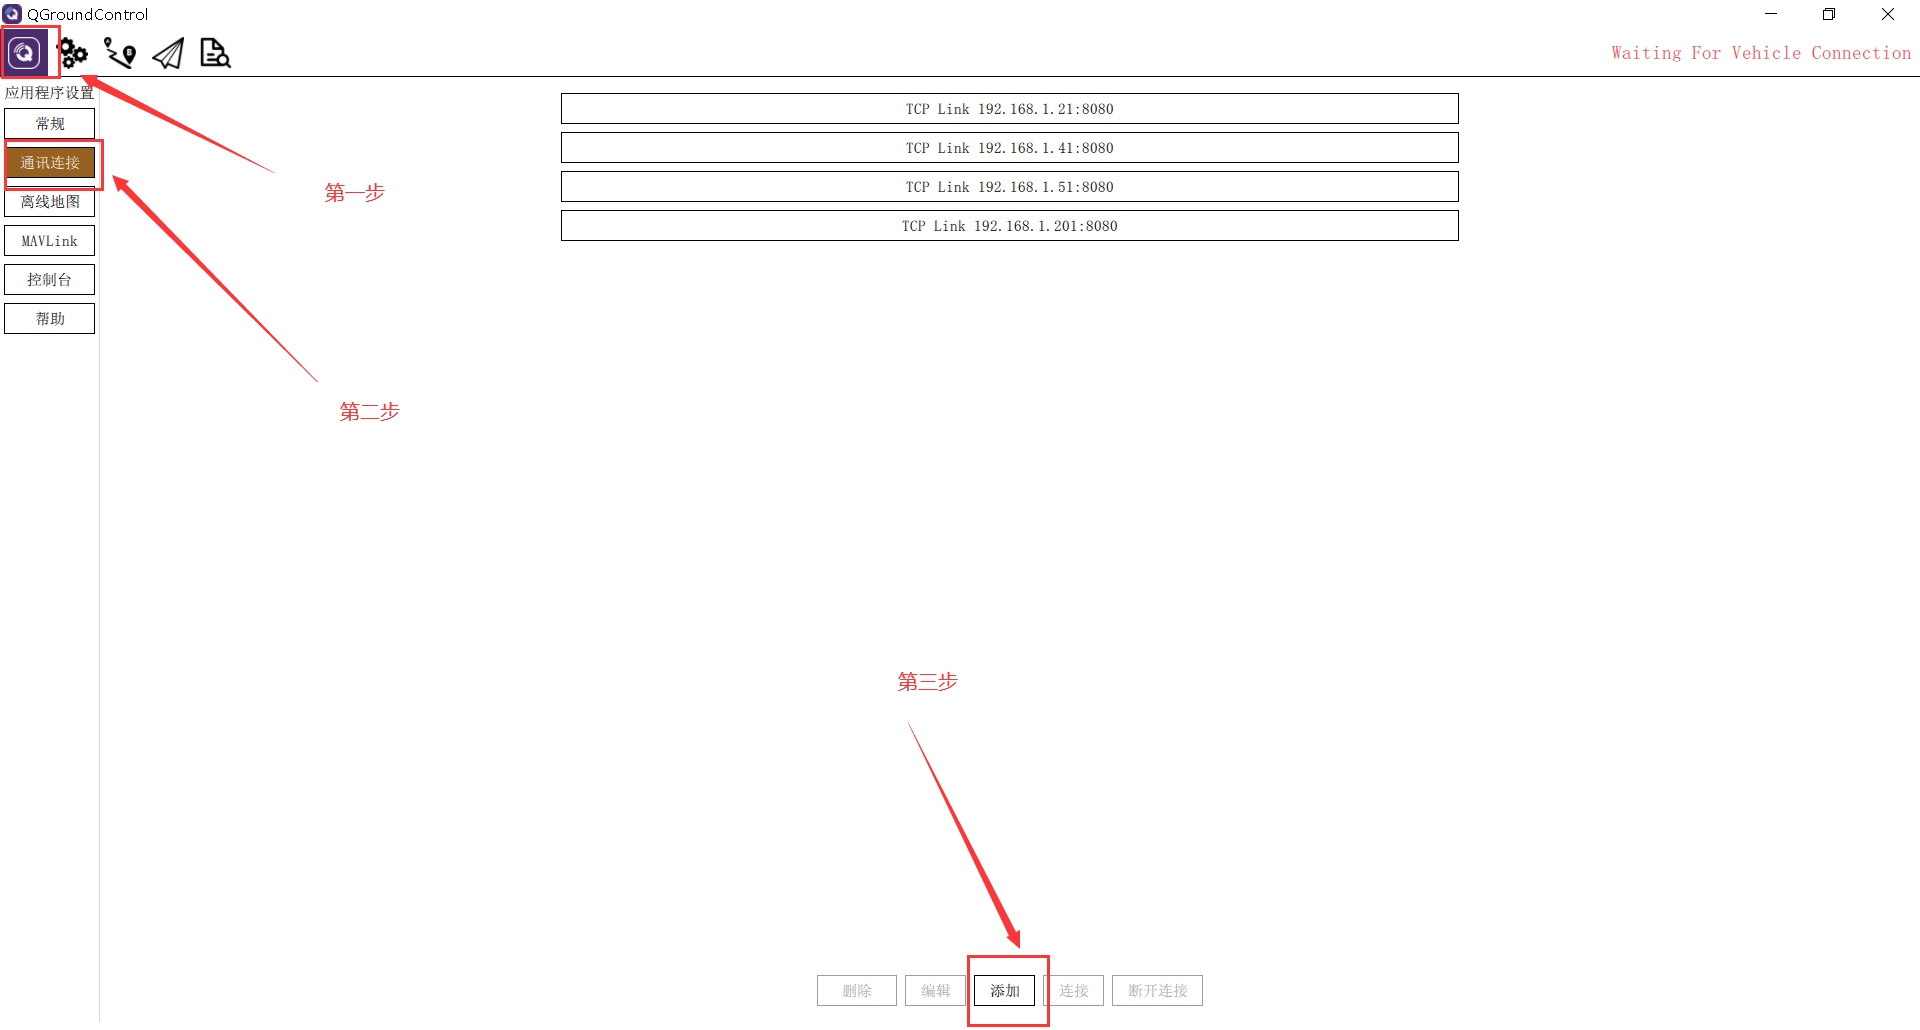 QGroundControl
Waiting For Vehicle Connection
应用程序设置
常规
通讯连接
离线地图
MAVLink
控制台
帮助
TCP Link 192.168.1.21:8080
TCP Link 192.168.1.41:8080
TCP Link 192.168.1.51:8080
TCP Link 192.168.1.201:8080
第一步
第二步
第三步
删除
编辑
添加
连接
断开连接